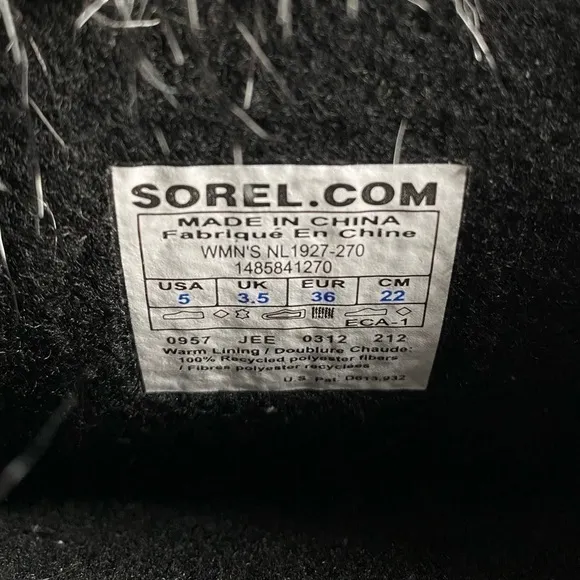 SOREL.COM
MADE IN CHINA
Fabriqué En Chine
WMN'S NL1927-270
1485841270
USA UK EUR CM
5 3.5 36 22
ECA-1
0957 JEE 0312 212
Warm Lining / Doublure Chaude:
100% Recycled polyester fibers
/ Fibres polyester recyclées
U.S. Pat. D613,932